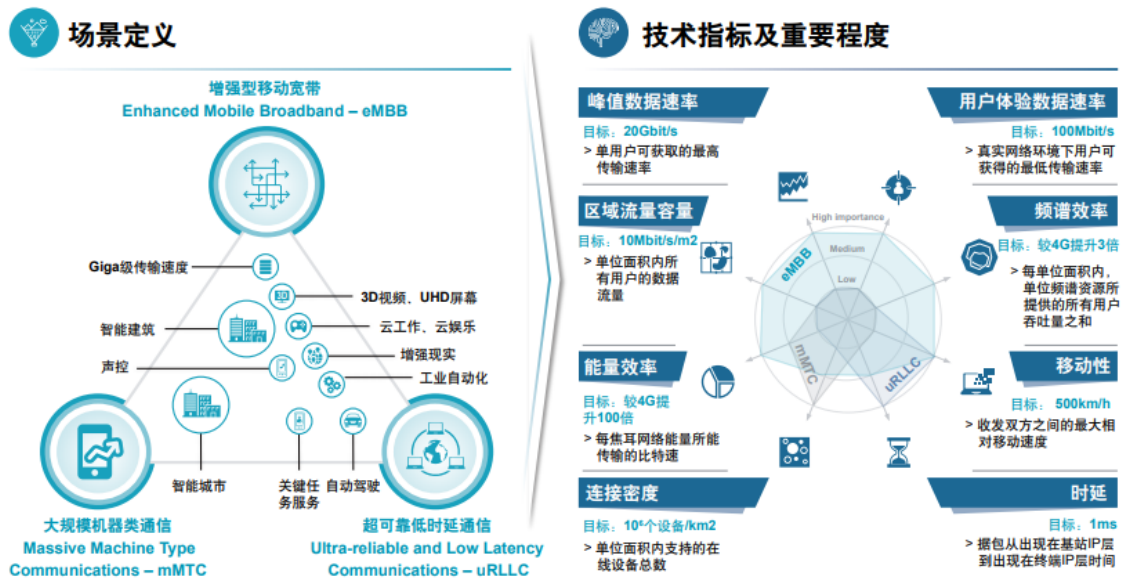 场景定义
增强型移动宽带
Enhanced Mobile Broadband – eMBB
Giga级传输速度
3D
3D视频、UHD屏幕
智能建筑
云工作、云娱乐
声控
增强现实
工业自动化
智能城市
关键任
务服务
自动驾驶
大规模机器类通信
Massive Machine Type
Communications – mMTC
超可靠低时延通信
Ultra-reliable and Low Latency
Communications – uRLLC
技术指标及重要程度
峰值数据速率
目标：20Gbit/s
> 单用户可获取的最高
传输速率
用户体验数据速率
目标：100Mbit/s
> 真实网络环境下用户可
获得的最低传输速率
区域流量容量
目标：10Mbit/s/m2
> 单位面积内所
有用户的数据
流量
频谱效率
目标：较4G提升3倍
> 每单位面积内，
单位频谱资源所
提供的所有用户
吞吐量之和
High importance
Medium
Low
eMBB
mMTC
uRLLC
能量效率
目标：较4G提
升100倍
> 每焦耳网络能量所能
传输的比特速
移动性
目标： 500km/h
> 收发双方之间的最大相
对移动速度
连接密度
目标：10⁶个设备/km2
> 单位面积内支持的在
线设备总数
时延
目标：1ms
> 据包从出现在基站IP层
到出现在终端IP层时间